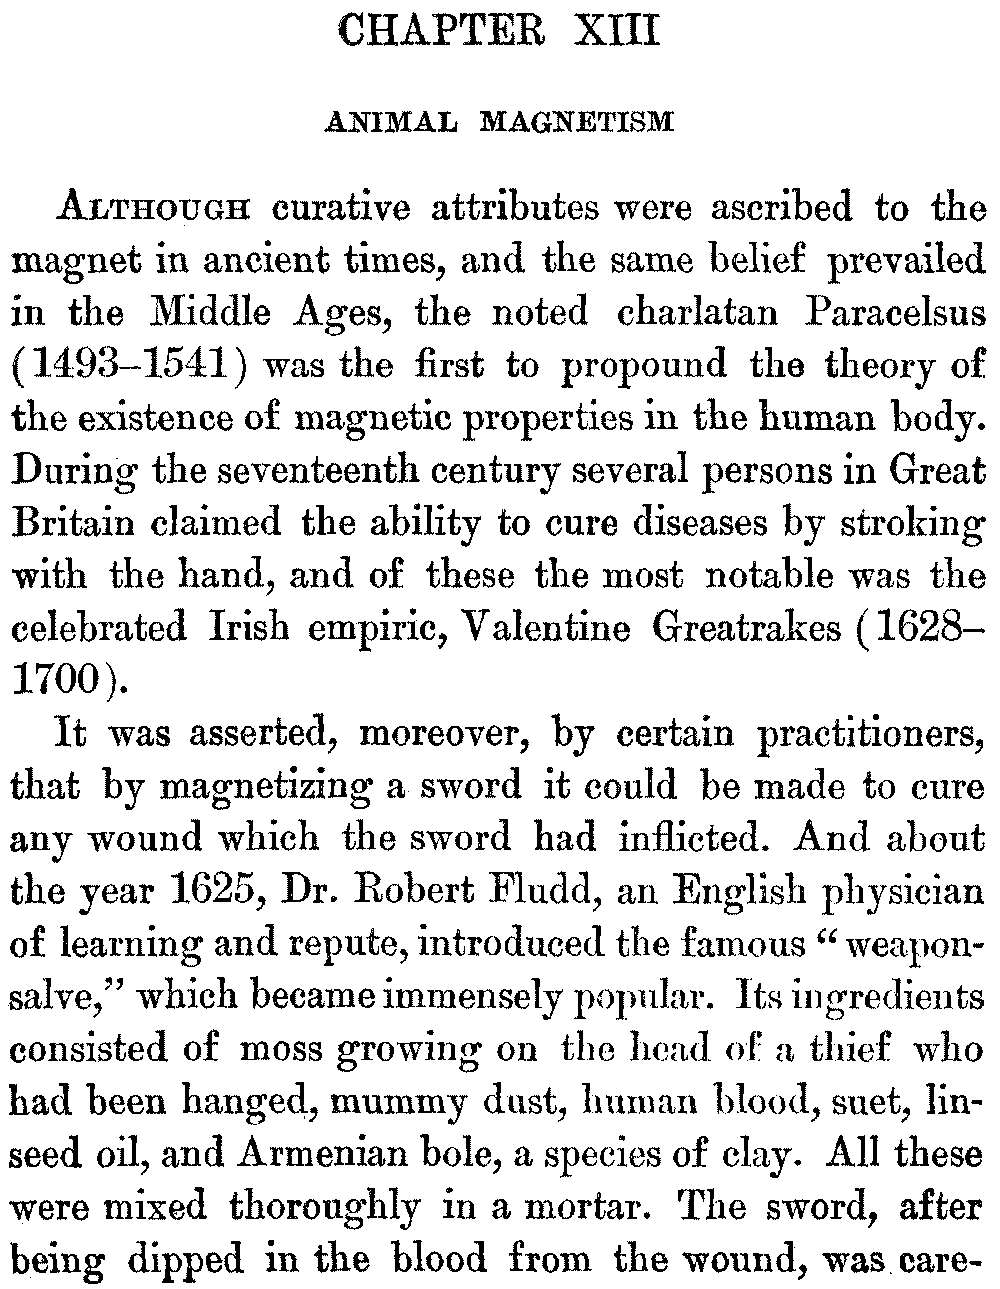 CHAPTER XIII
ANIMAL MAGNETISM
ALTHOUGH curative attributes were ascribed to the
magnet in ancient times, and the same belief prevailed
in the Middle Ages, the noted charlatan Paracelsus
(1493–1541) was the first to propound the theory of
the existence of magnetic properties in the human body.
During the seventeenth century several persons in Great
Britain claimed the ability to cure diseases by stroking
with the hand, and of these the most notable was the
celebrated Irish empiric, Valentine Greatrakes (1628–
1700).
It was asserted, moreover, by certain practitioners,
that by magnetizing a sword it could be made to cure
any wound which the sword had inflicted. And about
the year 1625, Dr. Robert Fludd, an English physician
of learning and repute, introduced the famous “weapon-
salve,” which became immensely popular. Its ingredients
consisted of moss growing on the head of a thief who
had been hanged, mummy dust, human blood, suet, lin-
seed oil, and Armenian bole, a species of clay. All these
were mixed thoroughly in a mortar. The sword, after
being dipped in the blood from the wound, was care-